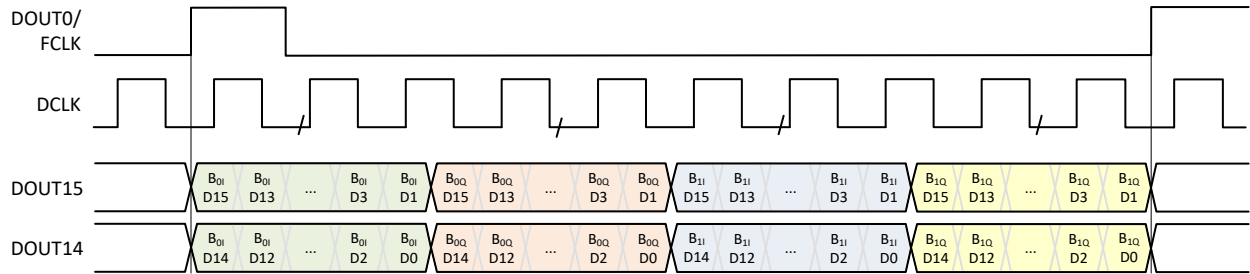 DOUT0/
FCLK
DCLK
DOUT15
B0I B0I B0I B0I B0Q B0Q B0Q B0Q B1I B1I B1I B1I B1Q B1Q B1Q B1Q
D15 D13 ... D3 D1 D15 D13 ... D3 D1 D15 D13 ... D3 D1 D15 D13 ... D3 D1
DOUT14
B0I B0I B0I B0I B0Q B0Q B0Q B0Q B1I B1I B1I B1I B1Q B1Q B1Q B1Q
D14 D12 ... D2 D0 D14 D12 ... D2 D0 D14 D12 ... D2 D0 D14 D12 ... D2 D0